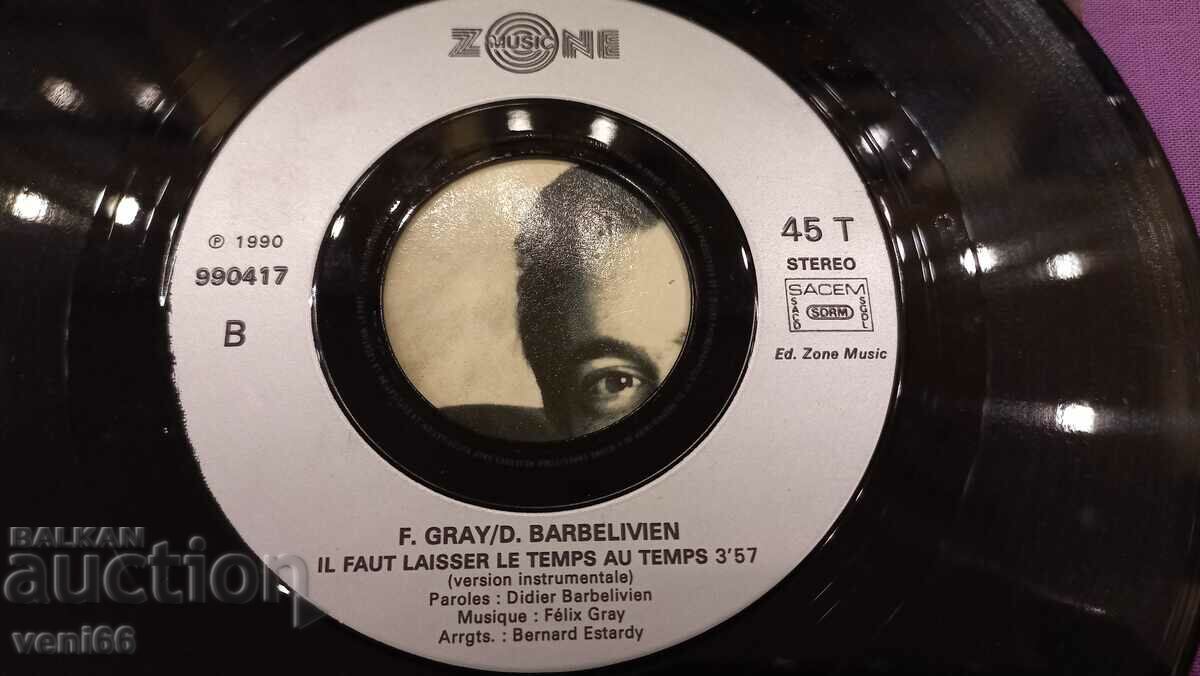 ZONE
MUSIC
℗ 1990
990417
B
45 T
STEREO
SACEM
SACD
SDRM
SGDL
Ed. Zone Music
F. GRAY/D. BARBELIVIEN
IL FAUT LAISSER LE TEMPS AU TEMPS 3'57
(version instrumentale)
Paroles : Didier Barbelivien
Musique : Félix Gray
Arrgts. : Bernard Estardy
BALKAN
auction
veni66